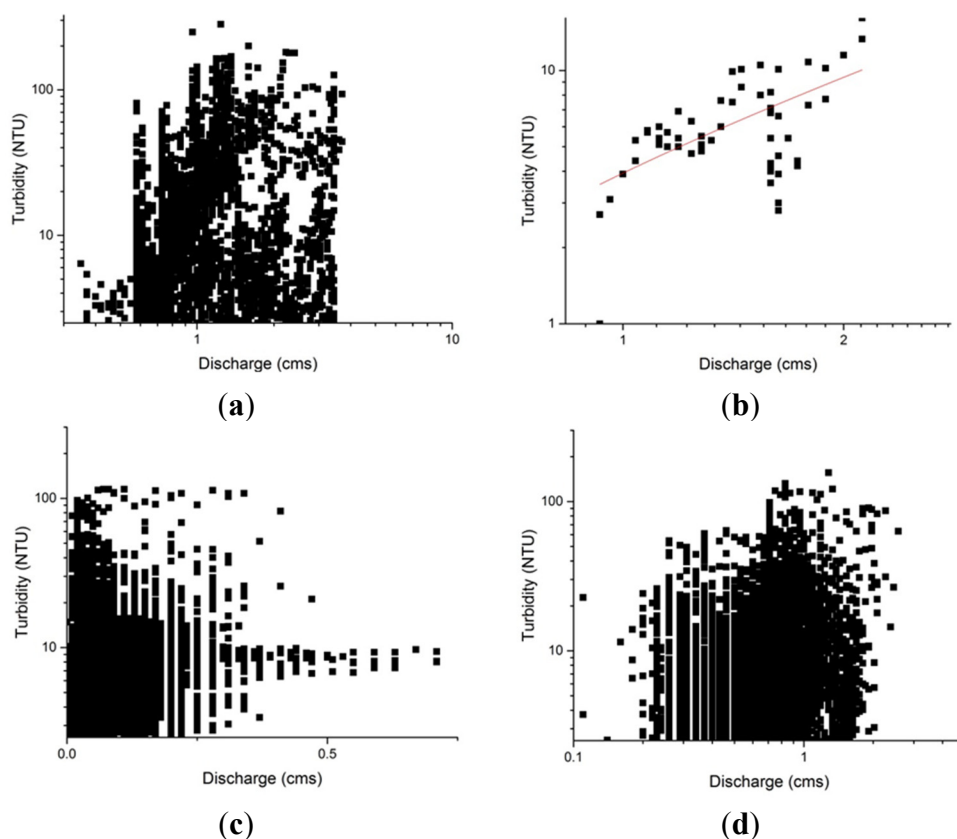 100
10
Turbidity (NTU)
1
10
Discharge (cms)
(a)
10
1
Turbidity (NTU)
1
2
Discharge (cms)
(b)
100
10
Turbidity (NTU)
0.0
0.5
Discharge (cms)
(c)
100
10
Turbidity (NTU)
0.1
1
Discharge (cms)
(d)